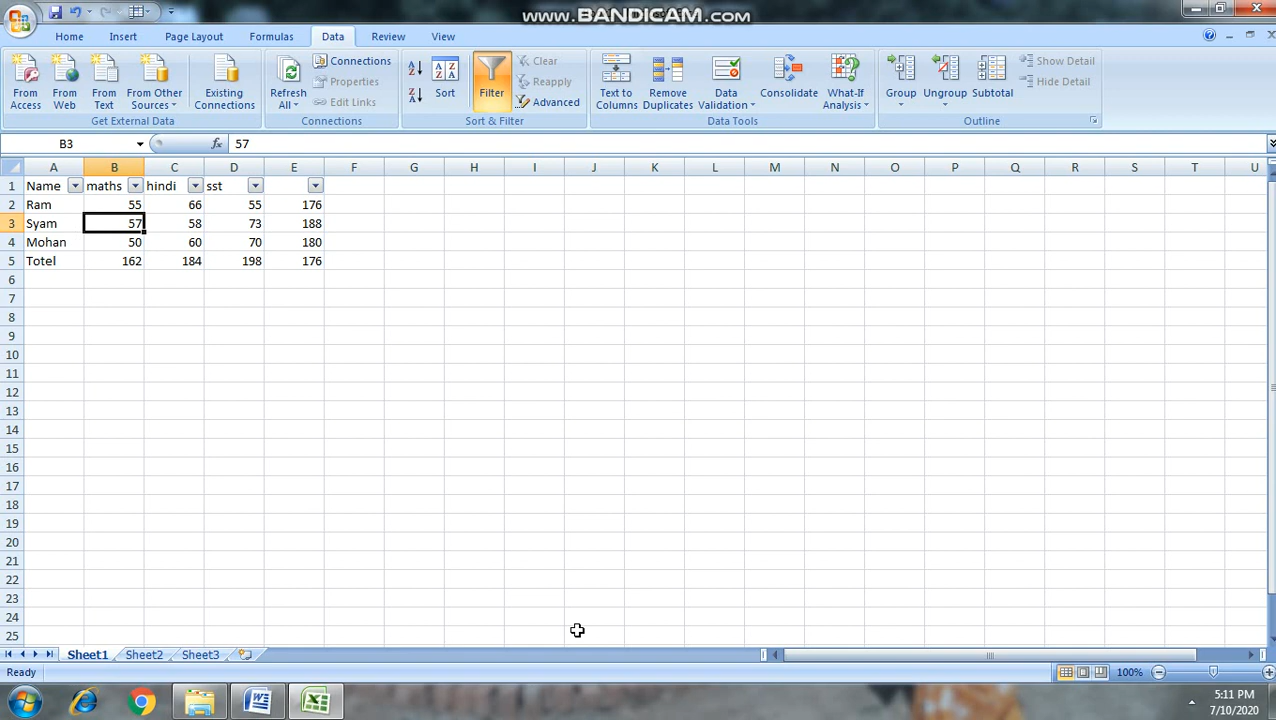 www.BANDICAM.com
Home Insert Page Layout Formulas Data Review View
From Access
From Web
From Text
From Other Sources
Existing Connections
Get External Data
Refresh All
Connections
Properties
Edit Links
Connections
Sort
Filter
Clear
Reapply
Advanced
Sort & Filter
Text to Columns
Remove Duplicates
Data Validation
Consolidate
What-If Analysis
Data Tools
Group
Ungroup
Subtotal
Show Detail
Hide Detail
Outline
B3 fx 57
A B C D E F G H I J K L M N O P Q R S T U
1 Name maths hindi sst
2 Ram 55 66 55 176
3 Syam 57 58 73 188
4 Mohan 50 60 70 180
5 Totel 162 184 198 176
6
7
8
9
10
11
12
13
14
15
16
17
18
19
20
21
22
23
24
25
Sheet1 Sheet2 Sheet3
Ready 100%
5:11 PM
7/10/2020